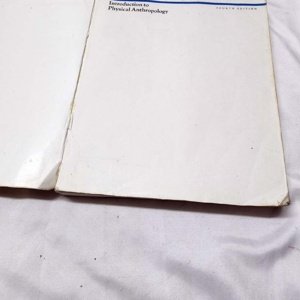 Introduction to
Physical Anthropology
FOURTH EDITION